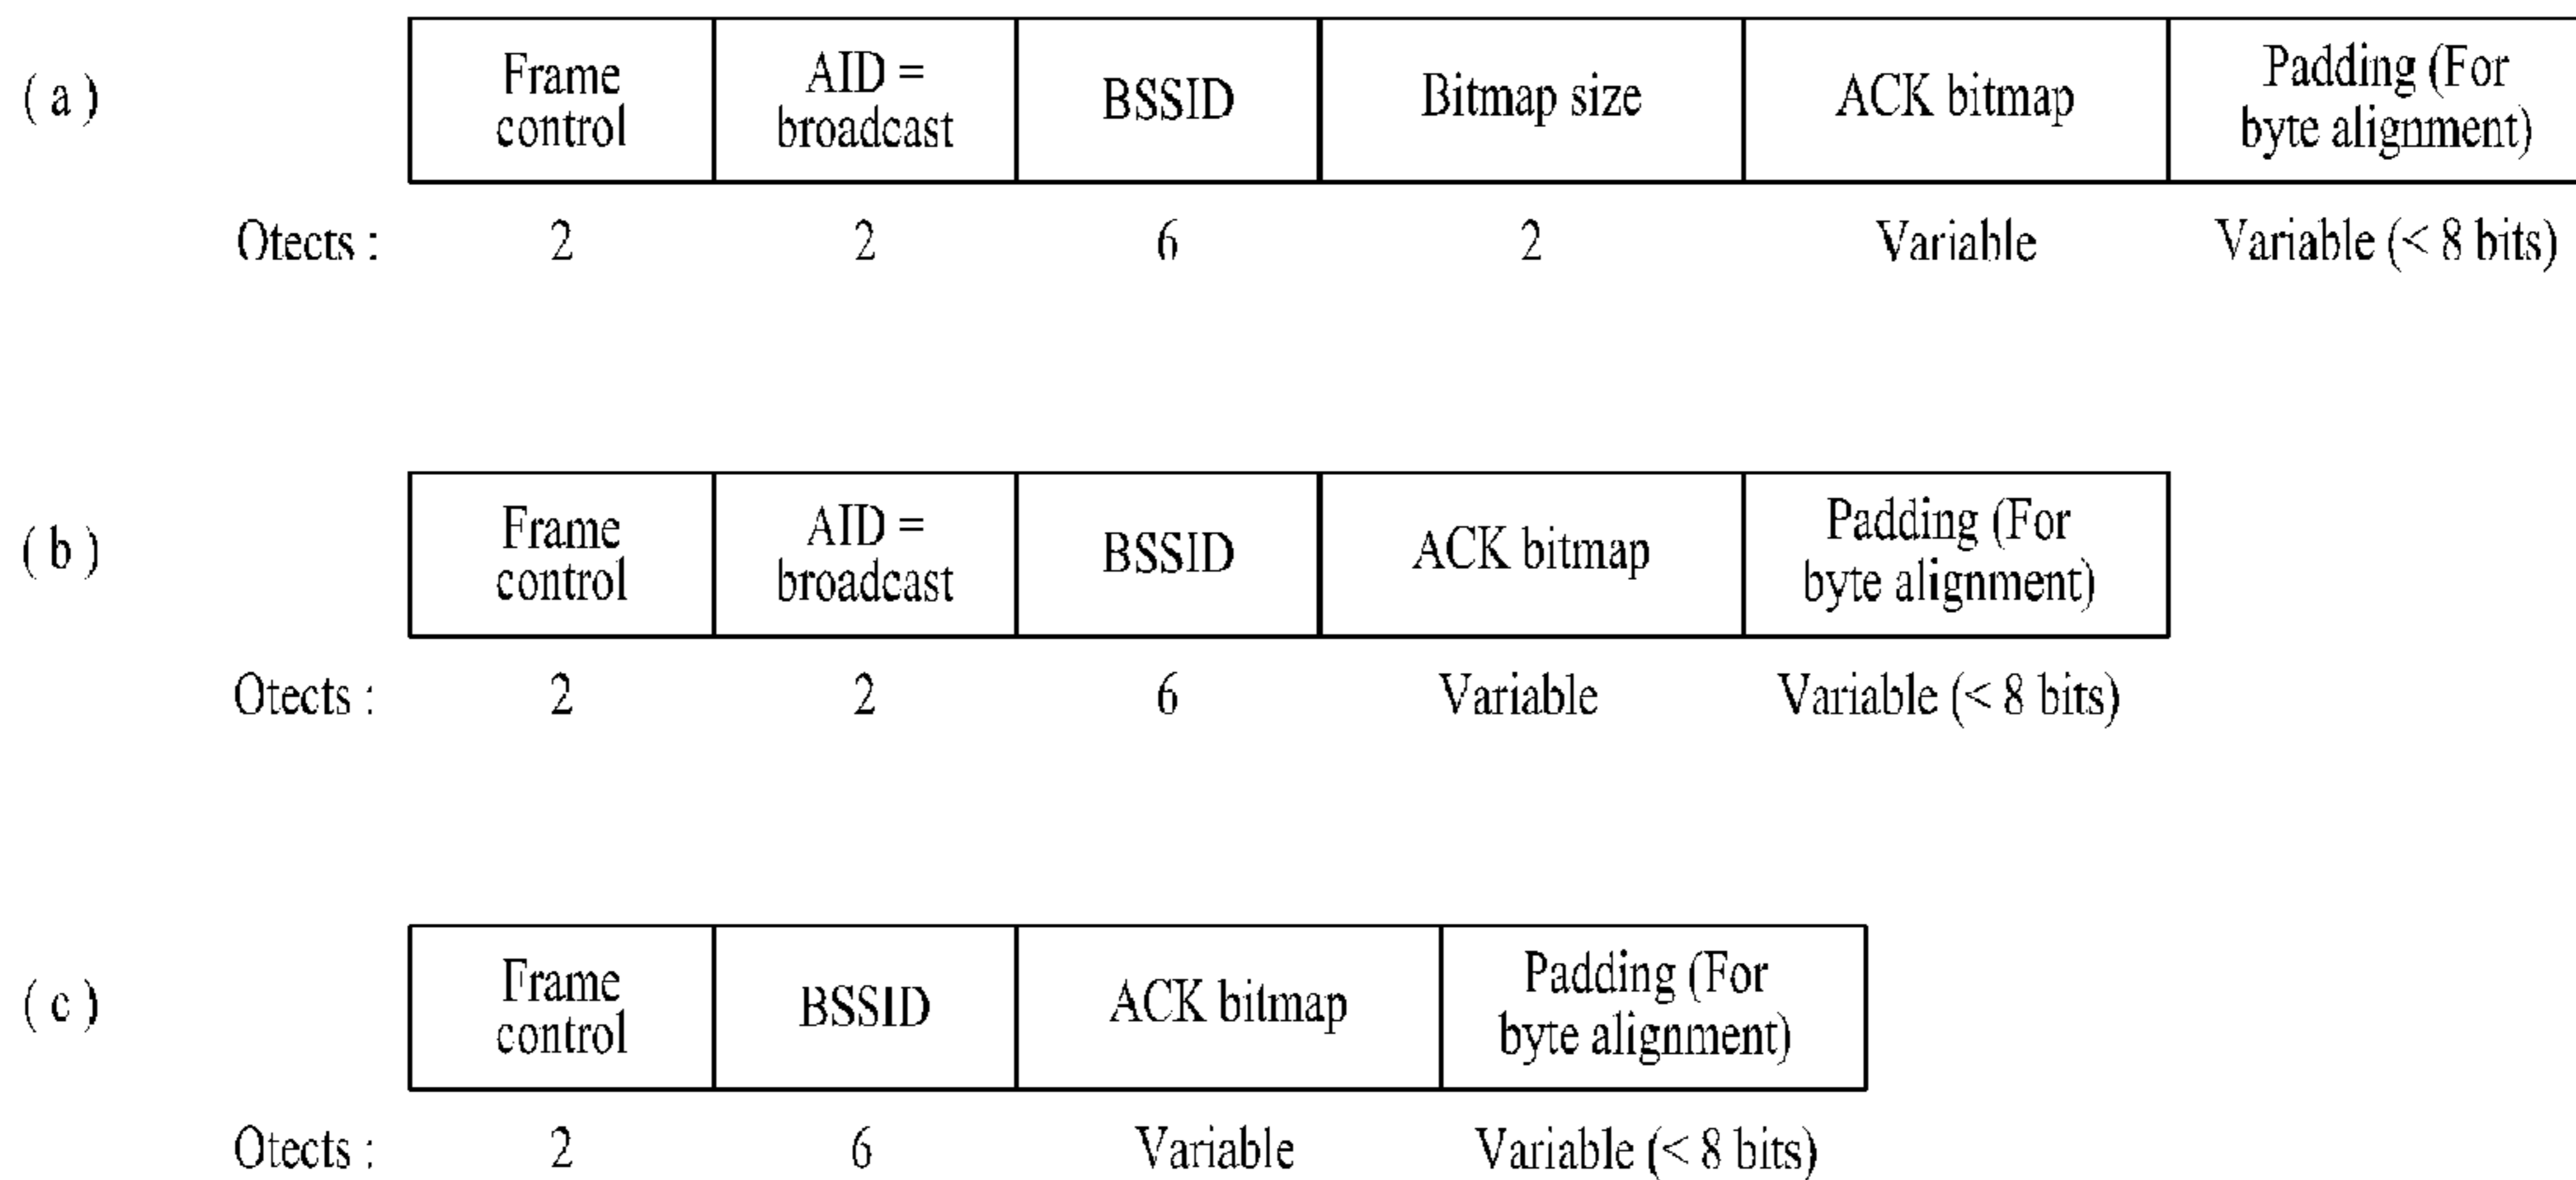 ( a )
Frame control
AID = broadcast
BSSID
Bitmap size
ACK bitmap
Padding (For byte alignment)
Otects : 2 2 6 2 Variable Variable (< 8 bits)
( b )
Frame control
AID = broadcast
BSSID
ACK bitmap
Padding (For byte alignment)
Otects : 2 2 6 Variable Variable (< 8 bits)
( c )
Frame control
BSSID
ACK bitmap
Padding (For byte alignment)
Otects : 2 6 Variable Variable (< 8 bits)